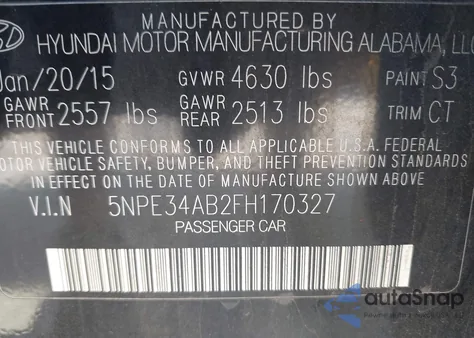 MANUFACTURED BY
HYUNDAI MOTOR MANUFACTURING ALABAMA, LLC
Jan/20/15 GVWR 4630 lbs PAINT S3
GAWR FRONT 2557 lbs GAWR REAR 2513 lbs TRIM CT
THIS VEHICLE CONFORMS TO ALL APPLICABLE U.S.A. FEDERAL
MOTOR VEHICLE SAFETY, BUMPER, AND THEFT PREVENTION STANDARDS
IN EFFECT ON THE DATE OF MANUFACTURE SHOWN ABOVE
V.I.N 5NPE34AB2FH170327
PASSENGER CAR
autoSnap